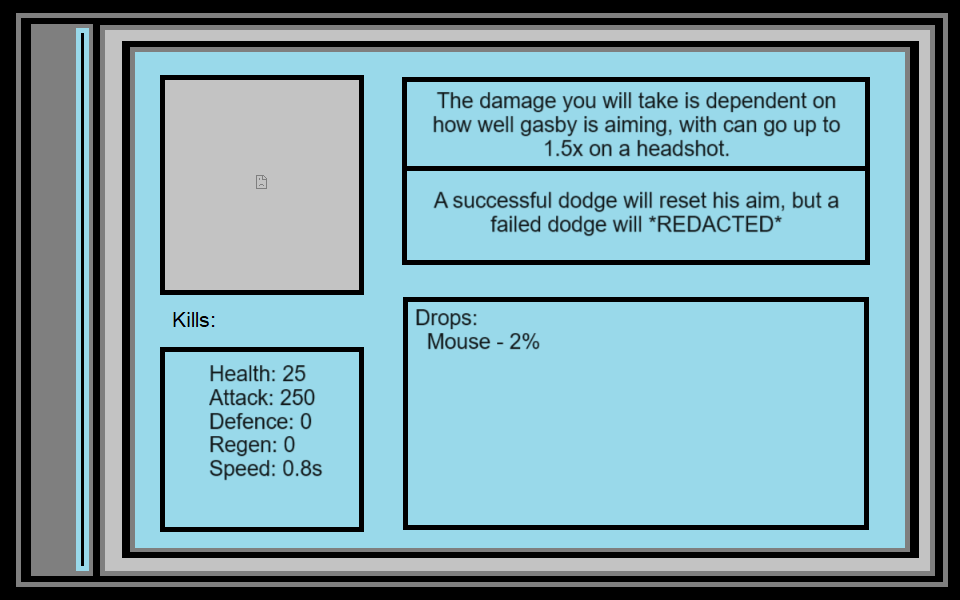 The damage you will take is dependent on
how well gasby is aiming, with can go up to
1.5x on a headshot.
A successful dodge will reset his aim, but a
failed dodge will *REDACTED*
Kills:
Health: 25
Attack: 250
Defence: 0
Regen: 0
Speed: 0.8s
Drops:
Mouse - 2%